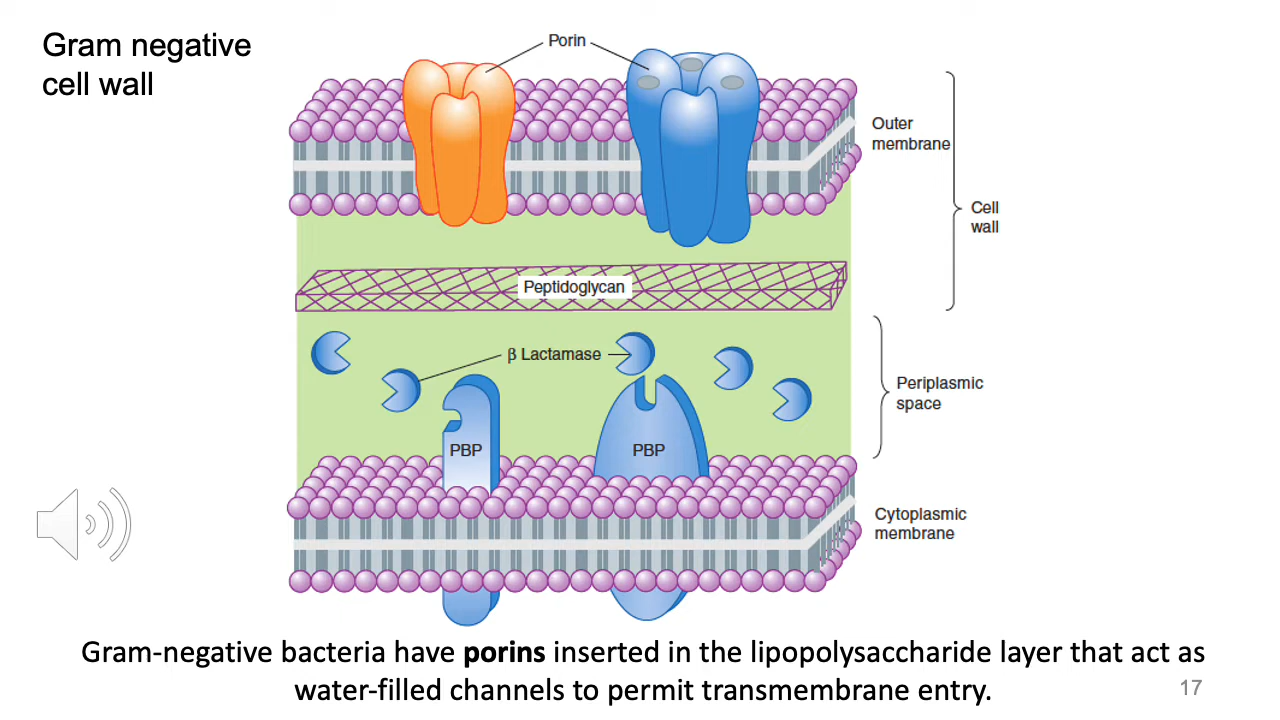 Gram negative
cell wall
Porin
Outer
membrane
Cell
wall
Peptidoglycan
β Lactamase
Periplasmic
space
PBP
PBP
Cytoplasmic
membrane
Gram-negative bacteria have porins inserted in the lipopolysaccharide layer that act as
water-filled channels to permit transmembrane entry.
17